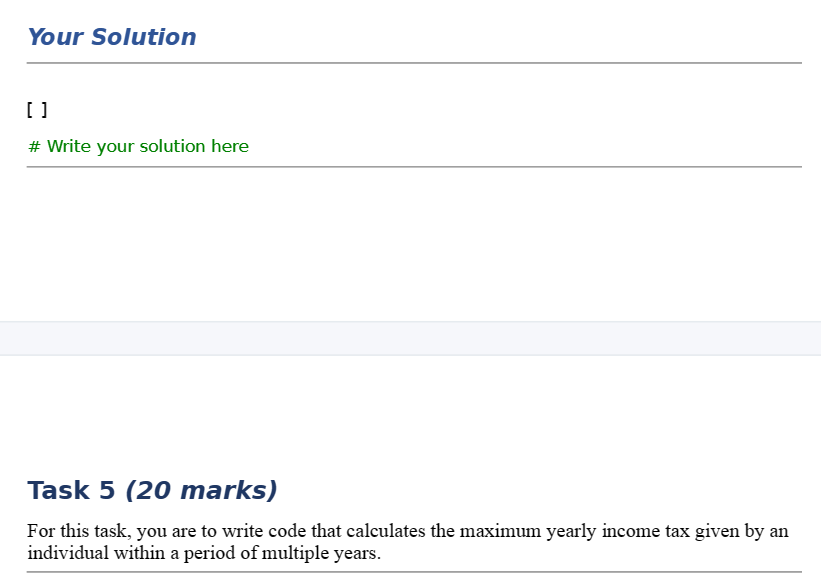 Your Solution
[ ]
# Write your solution here
Task 5 (20 marks)
For this task, you are to write code that calculates the maximum yearly income tax given by an
individual within a period of multiple years.